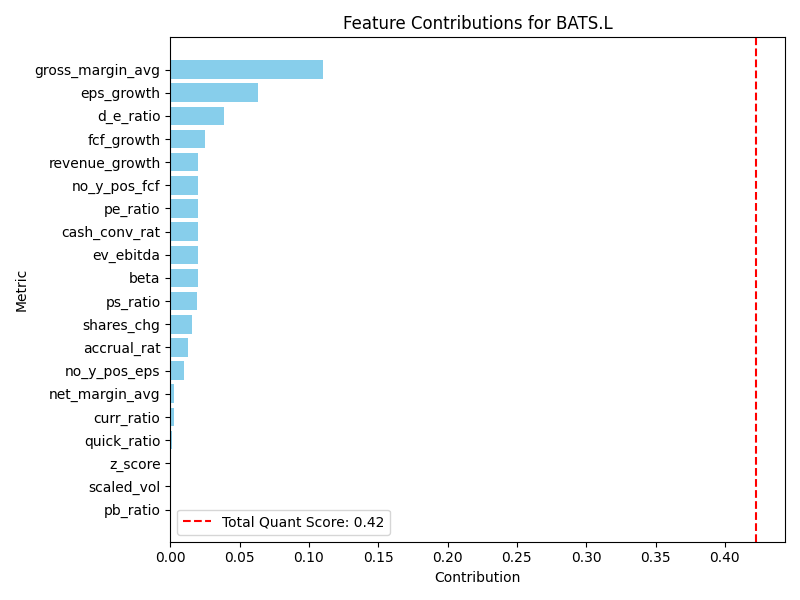 Feature Contributions for BATS.L
gross_margin_avg
eps_growth
d_e_ratio
fcf_growth
revenue_growth
no_y_pos_fcf
pe_ratio
cash_conv_rat
ev_ebitda
beta
ps_ratio
shares_chg
accrual_rat
no_y_pos_eps
net_margin_avg
curr_ratio
quick_ratio
z_score
scaled_vol
pb_ratio
Metric
Total Quant Score: 0.42
0.00 0.05 0.10 0.15 0.20 0.25 0.30 0.35 0.40
Contribution